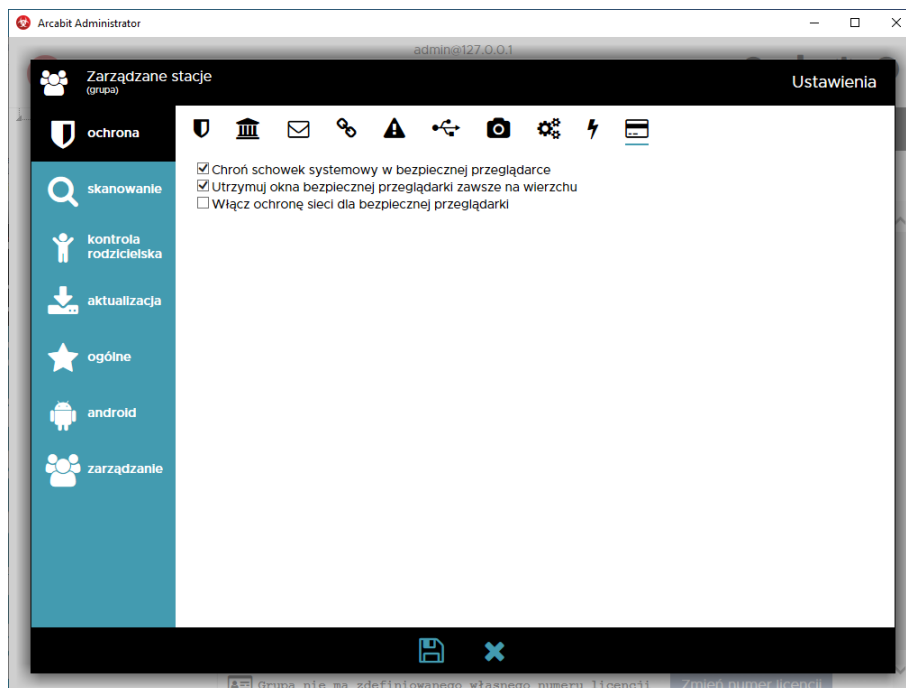 Arcabit Administrator
admin@127.0.0.1
Zarządzane stacje
(grupa)
Ustawienia
ochrona
skanowanie
kontrola
rodzicielska
aktualizacja
ogólne
android
zarządzanie
Chroń schowek systemowy w bezpiecznej przeglądarce
Utrzymuj okna bezpiecznej przeglądarki zawsze na wierzchu
Włącz ochronę sieci dla bezpiecznej przeglądarki
Grupa nie ma zdefiniowanego własnego numeru licencji
Zmień numer licencji